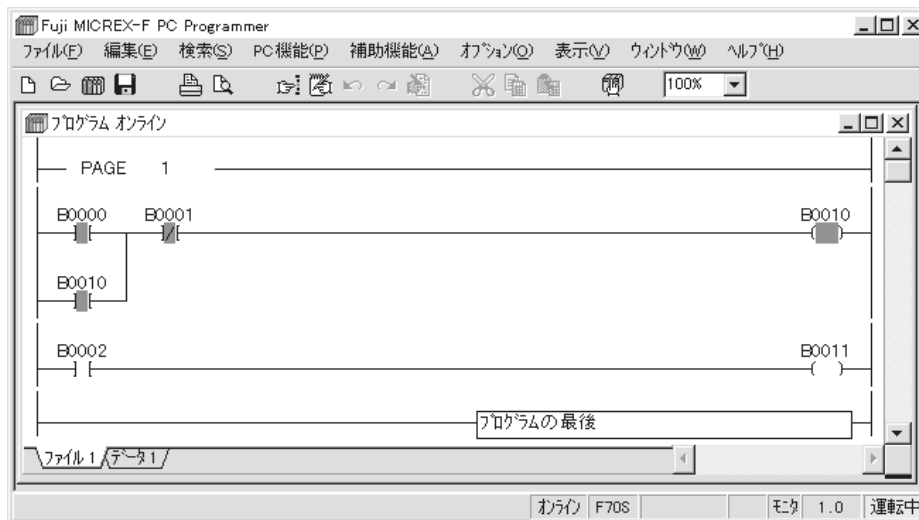 Fuji MICREX-F PC Programmer
ファイル(F) 編集(E) 検索(S) PC機能(P) 補助機能(A) オプション(O) 表示(V) ウィンドウ(W) ヘルプ(H)
100%
プログラム オンライン
PAGE 1
B0000 B0001 B0010
B0010
B0002 B0011
プログラムの最後
ファイル 1 データ 1
オンライン F70S モニタ 1.0 運転中